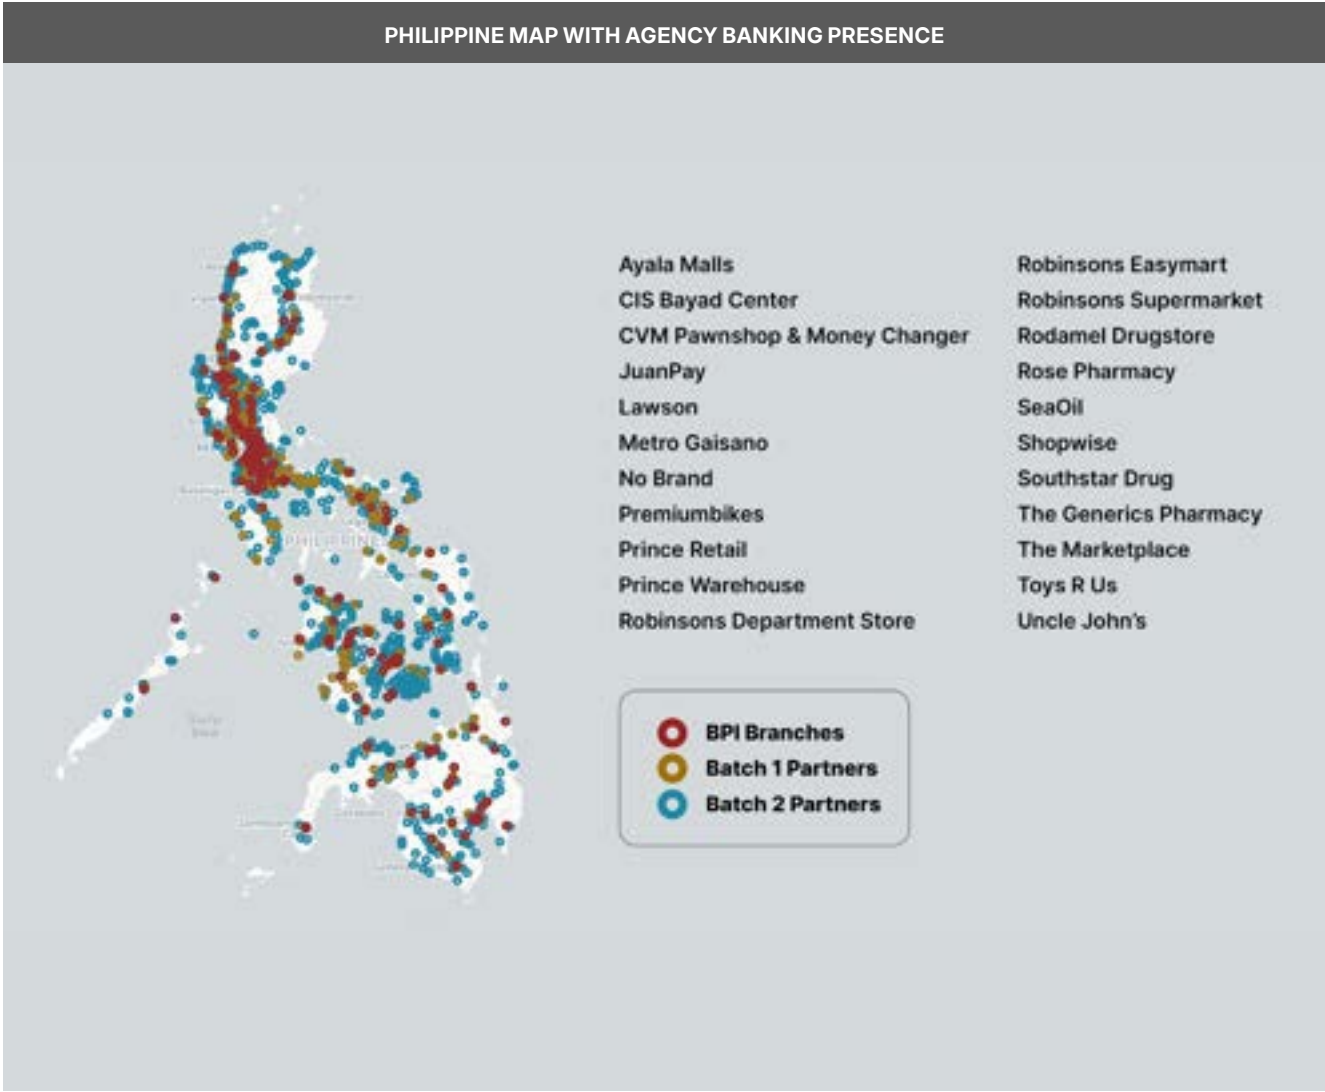 PHILIPPINE MAP WITH AGENCY BANKING PRESENCE
Ayala Malls
CIS Bayad Center
CVM Pawnshop & Money Changer
JuanPay
Lawson
Metro Gaisano
No Brand
Premiumbikes
Prince Retail
Prince Warehouse
Robinsons Department Store
Robinsons Easymart
Robinsons Supermarket
Rodamel Drugstore
Rose Pharmacy
SeaOil
Shopwise
Southstar Drug
The Generics Pharmacy
The Marketplace
Toys R Us
Uncle John's
BPI Branches
Batch 1 Partners
Batch 2 Partners
PHILIPPINE